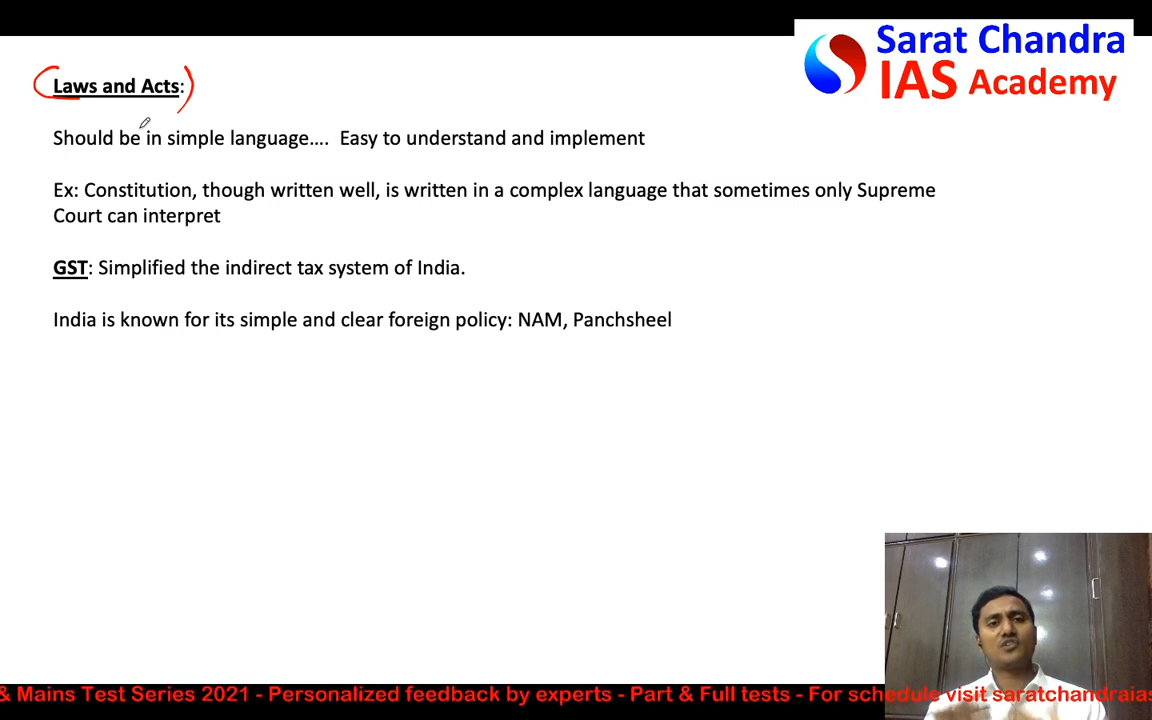 Sarat Chandra
IAS Academy
Laws and Acts:
Should be in simple language.... Easy to understand and implement
Ex: Constitution, though written well, is written in a complex language that sometimes only Supreme
Court can interpret
GST: Simplified the indirect tax system of India.
India is known for its simple and clear foreign policy: NAM, Panchsheel
& Mains Test Series 2021 - Personalized feedback by experts - Part & Full tests - For schedule visit saratchandraias